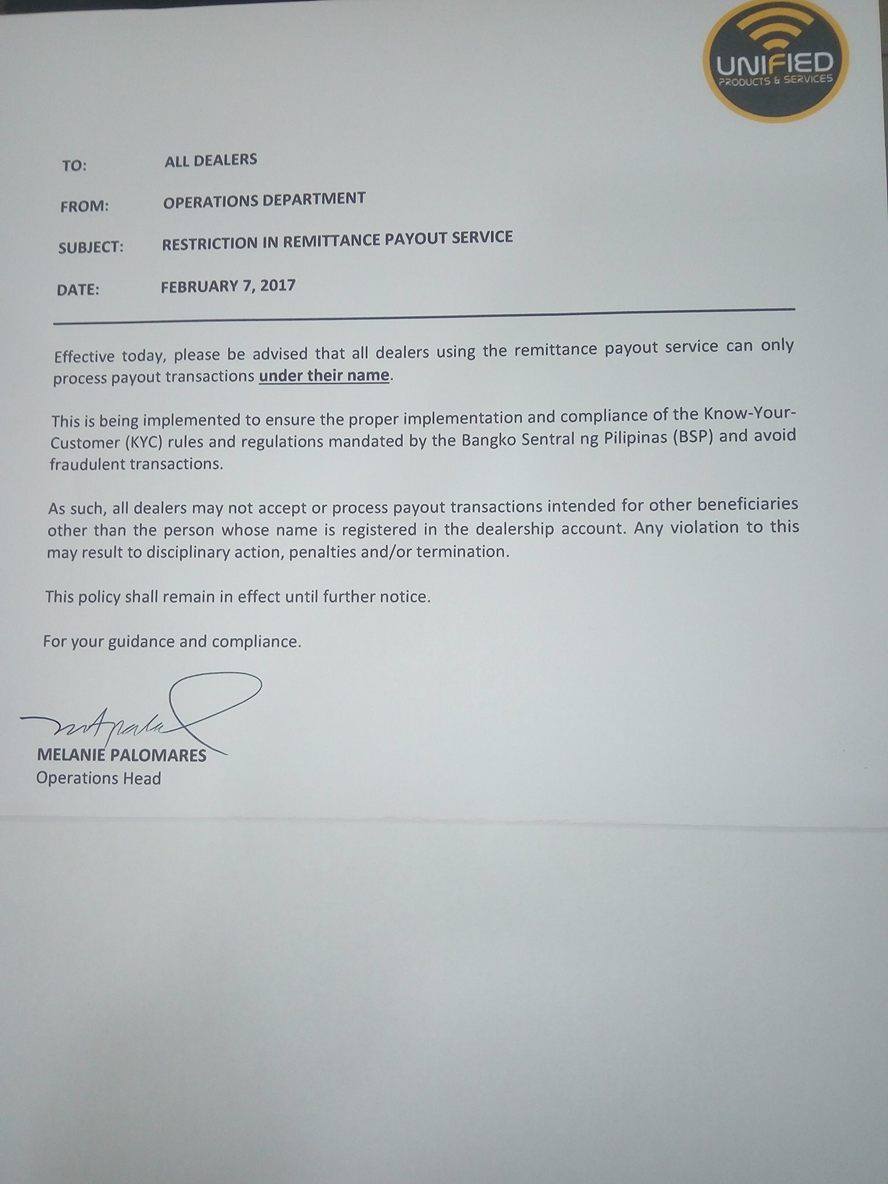 UNIFIED
PRODUCTS & SERVICES
TO: ALL DEALERS
FROM: OPERATIONS DEPARTMENT
SUBJECT: RESTRICTION IN REMITTANCE PAYOUT SERVICE
DATE: FEBRUARY 7, 2017
Effective today, please be advised that all dealers using the remittance payout service can only
process payout transactions under their name.
This is being implemented to ensure the proper implementation and compliance of the Know-Your-
Customer (KYC) rules and regulations mandated by the Bangko Sentral ng Pilipinas (BSP) and avoid
fraudulent transactions.
As such, all dealers may not accept or process payout transactions intended for other beneficiaries
other than the person whose name is registered in the dealership account. Any violation to this
may result to disciplinary action, penalties and/or termination.
This policy shall remain in effect until further notice.
For your guidance and compliance.
MELANIE PALOMARES
Operations Head